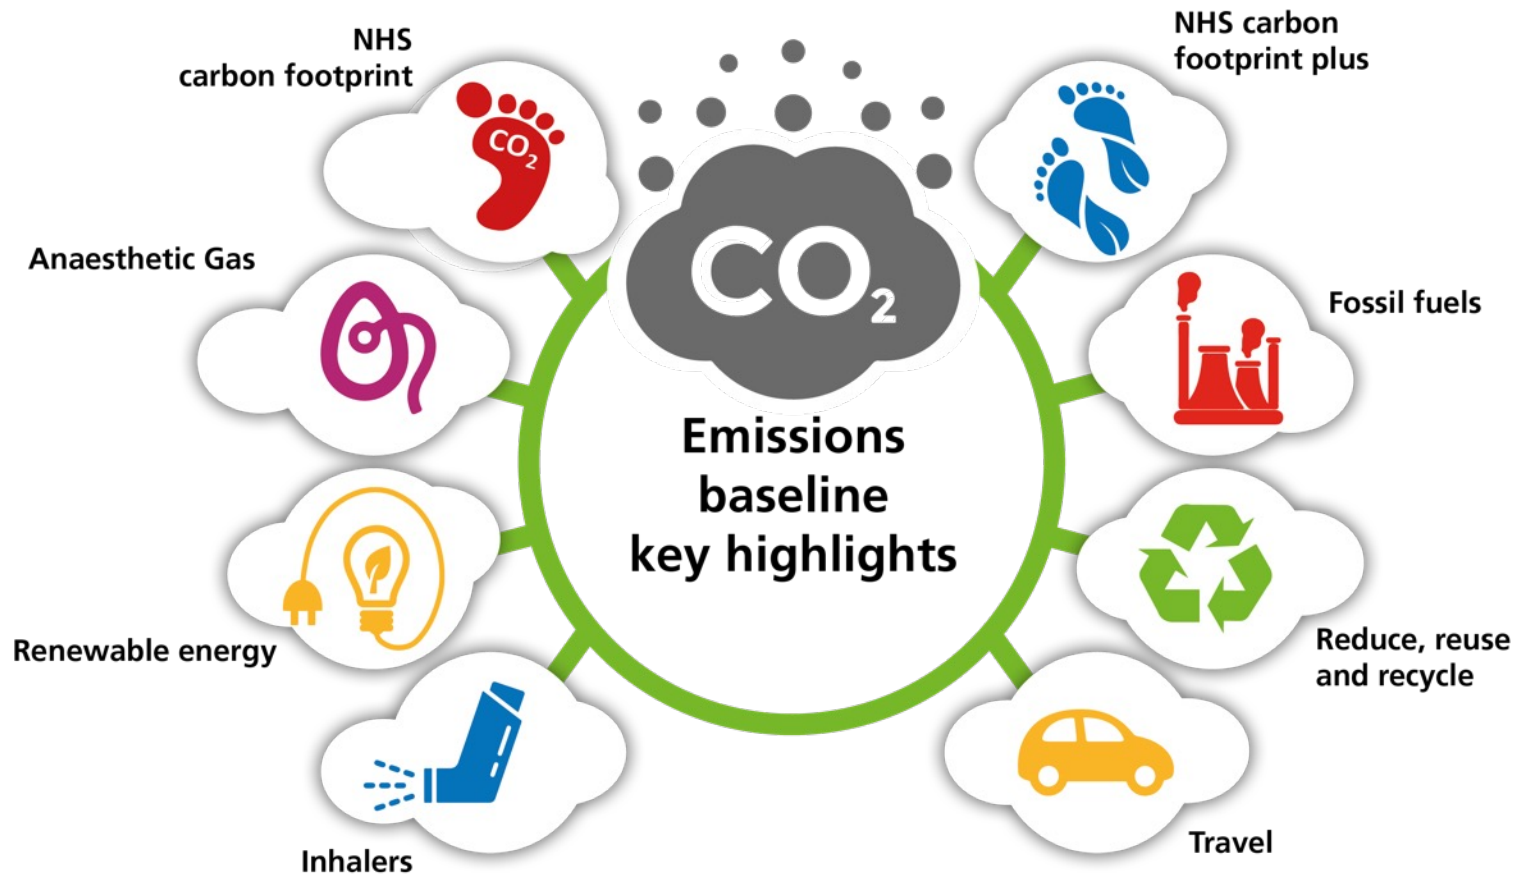 NHS
carbon footprint
CO2
NHS carbon
footprint plus
Anaesthetic Gas
CO2
Fossil fuels
Emissions
baseline
key highlights
Renewable energy
Reduce, reuse
and recycle
Inhalers
Travel